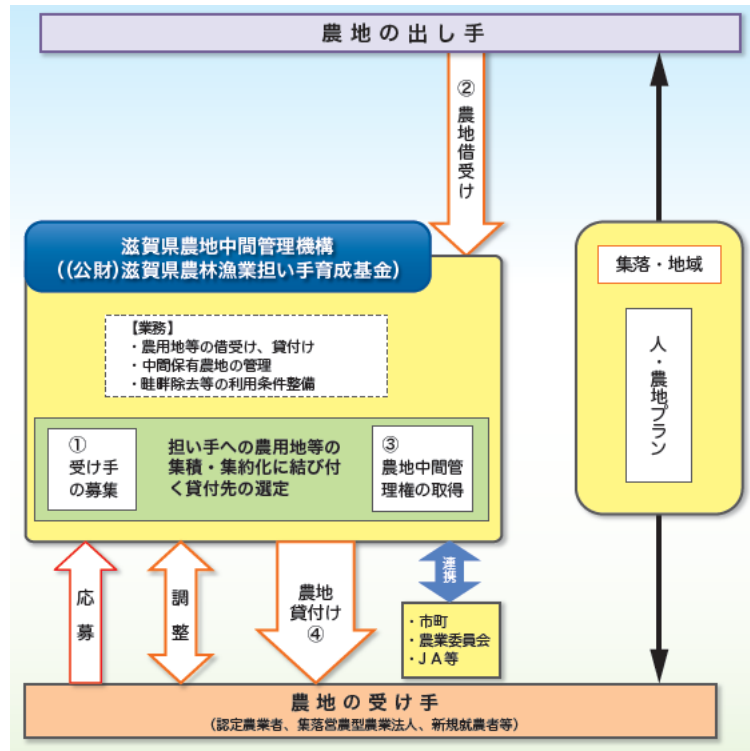 農地の出し手
②農地借受け
滋賀県農地中間管理機構
((公財)滋賀県農林漁業担い手育成基金)
【業務】
・農用地等の借受け、貸付け
・中間保有農地の管理
・畦畔除去等の利用条件整備
①
受け手
の募集
担い手への農用地等の
集積・集約化に結び付
く貸付先の選定
③
農地中間管
理権の取得
集落・地域
人・農地プラン
応募
調整
農地
貸付け
④
連携
・市町
・農業委員会
・JA等
農地の受け手
(認定農業者、集落営農型農業法人、新規就農者等)